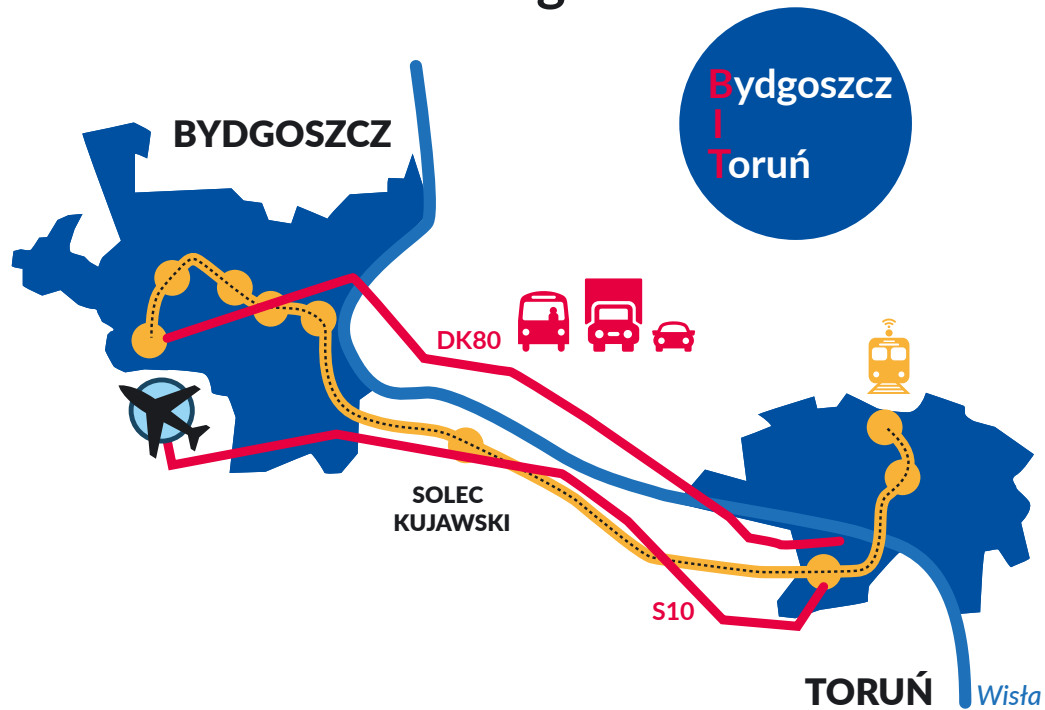 g
Bydgoszcz
I
Toruń
BYDGOSZCZ
DK80
SOLEC
KUJAWSKI
S10
TORUŃ
Wisła